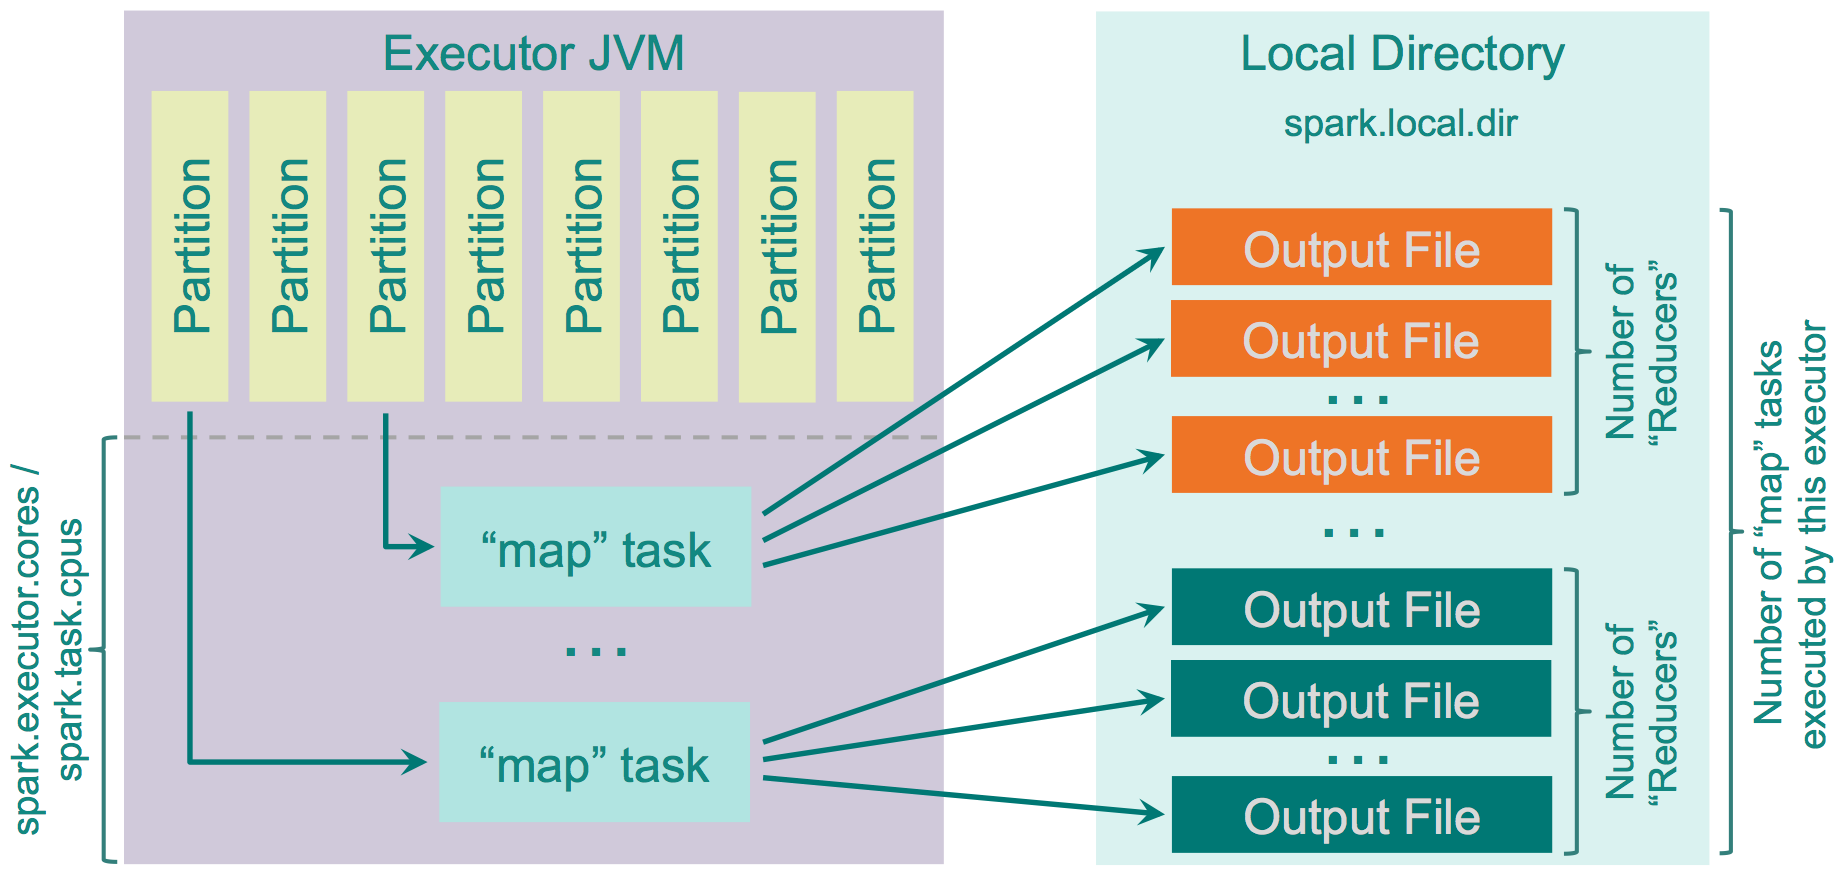 Executor JVM
Partition
Partition
Partition
Partition
Partition
Partition
Partition
Partition
spark.executor.cores /
spark.task.cpus
“map” task
...
“map” task
Local Directory
spark.local.dir
Output File
Output File
...
Output File
Number of
“Reducers”
...
Output File
Output File
...
Output File
Number of
“Reducers”
Number of “map” tasks
executed by this executor